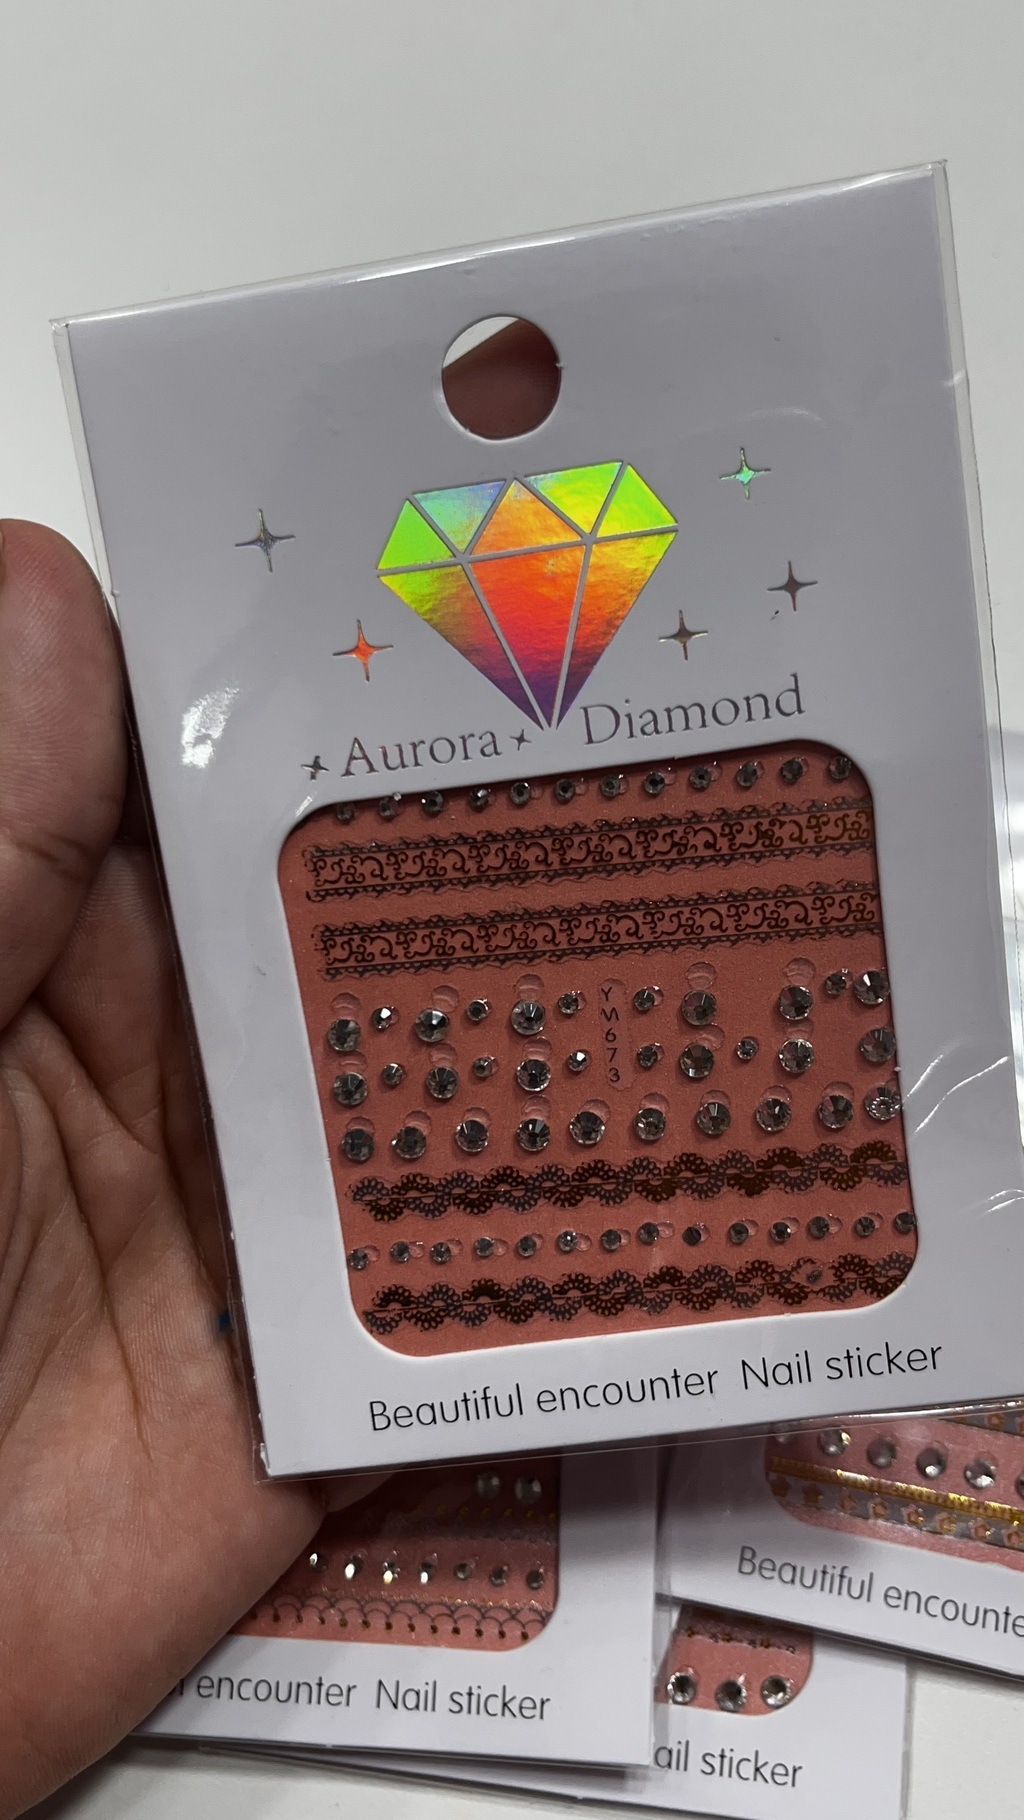 Aurora Diamond
YM673
Beautiful encounter Nail sticker
Beautiful encounte
encounter Nail sticker
ail sticker